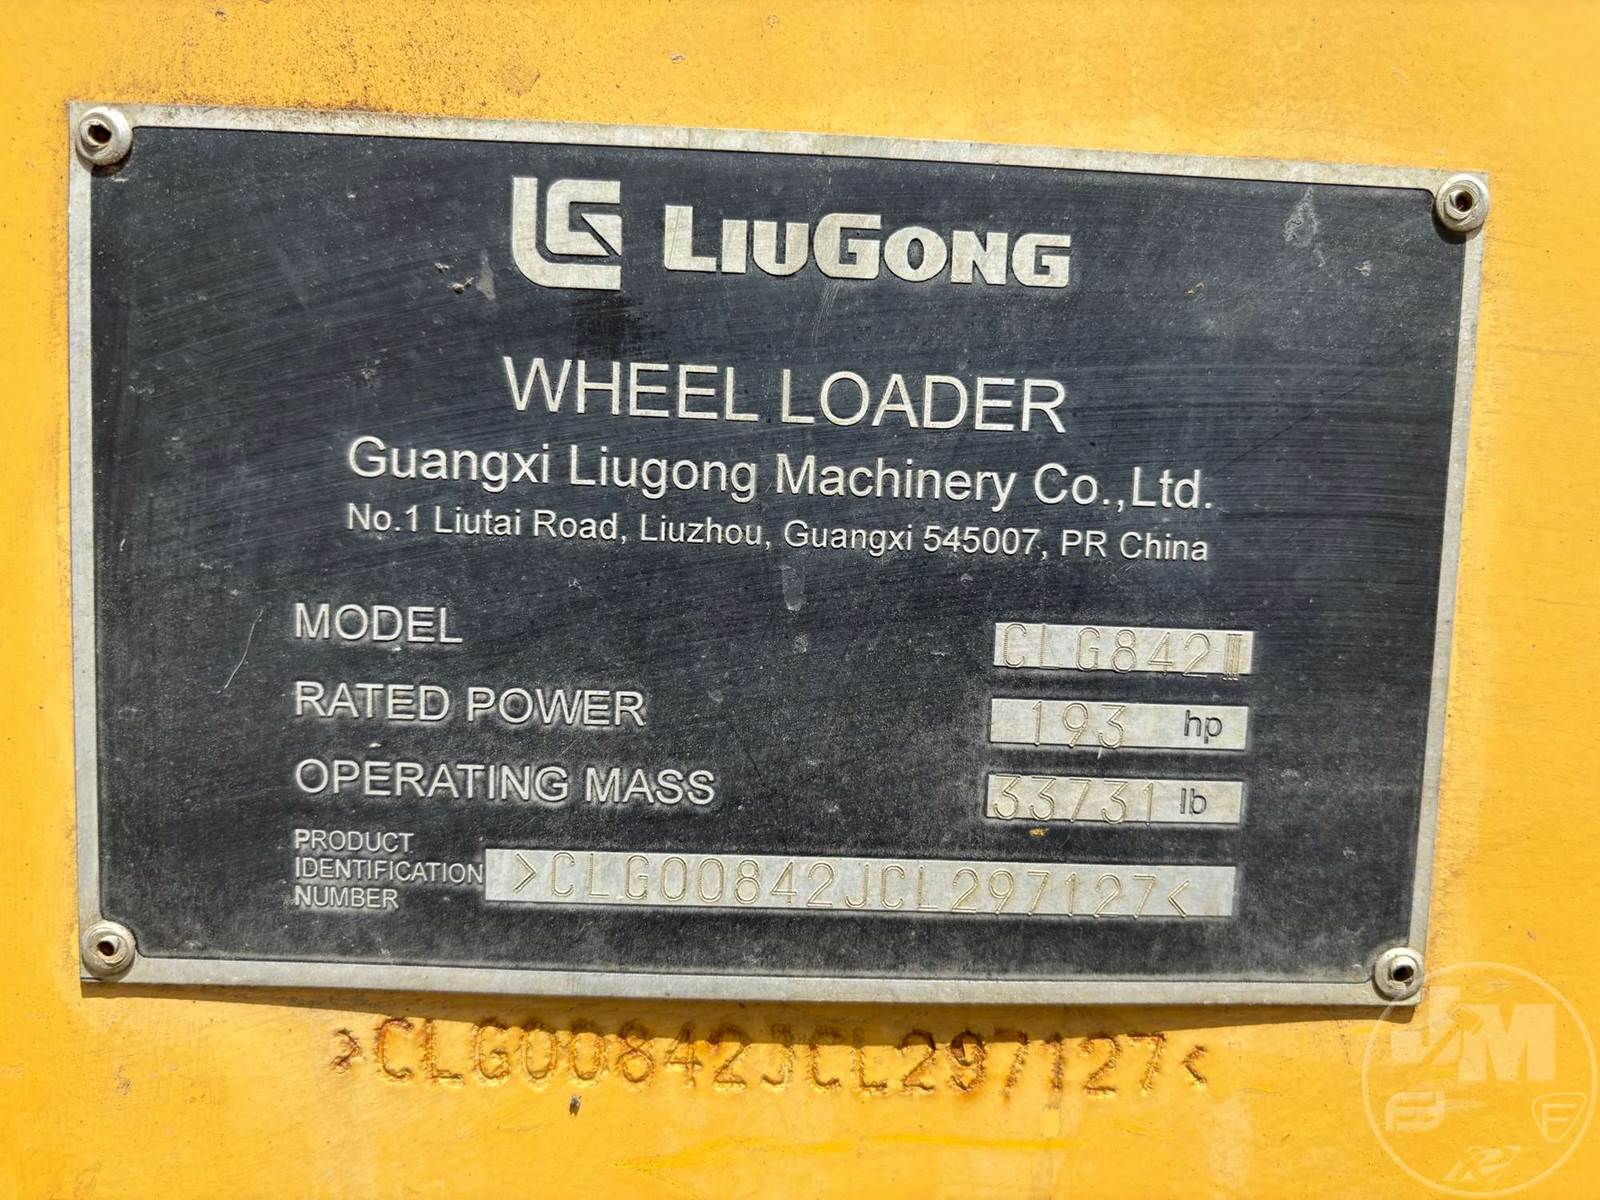 LG LIUGONG
WHEEL LOADER
Guangxi Liugong Machinery Co.,Ltd.
No.1 Liutai Road, Liuzhou, Guangxi 545007, PR China
MODEL CLG842Ⅲ
RATED POWER 193 hp
OPERATING MASS 33731 lb
PRODUCT
IDENTIFICATION
NUMBER
>CLG00842JCL297127<
>CLG00842JCL297127<